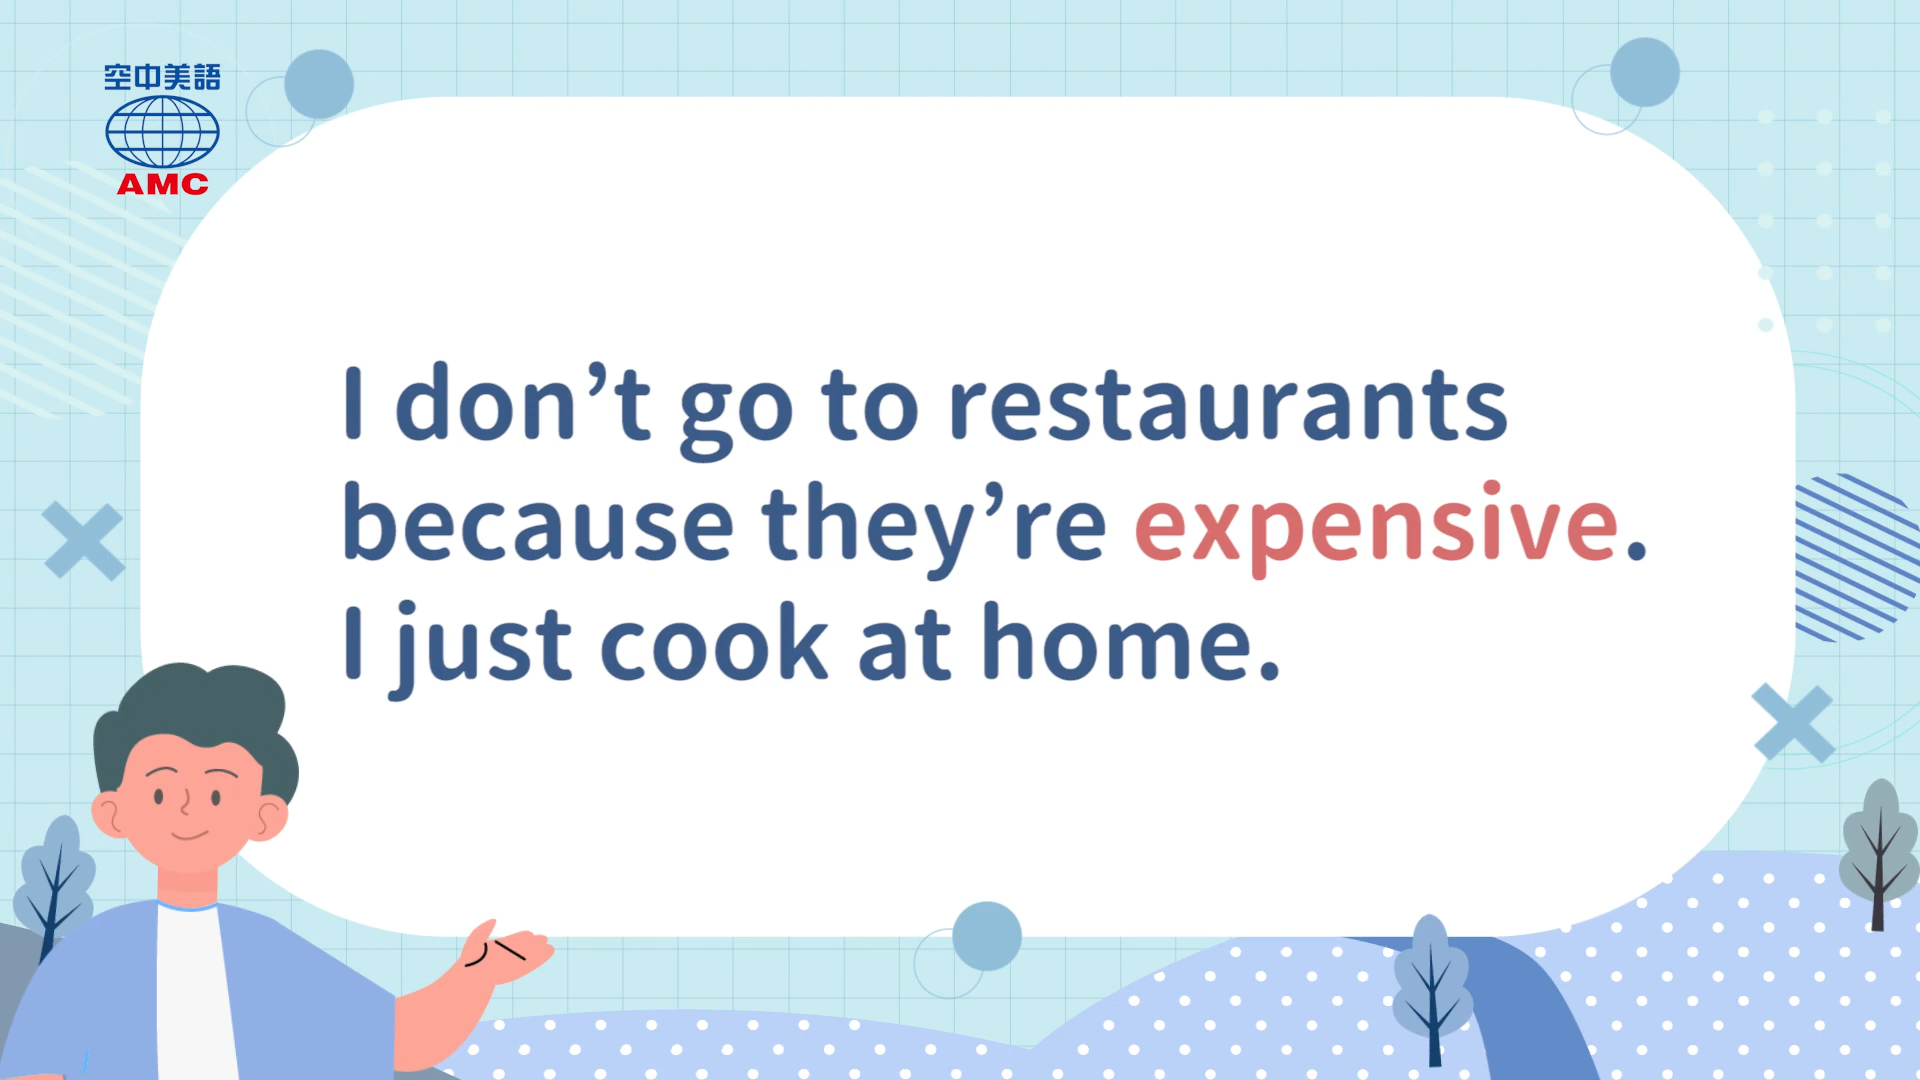 空中美語
AMC
I don’t go to restaurants
because they’re expensive.
I just cook at home.